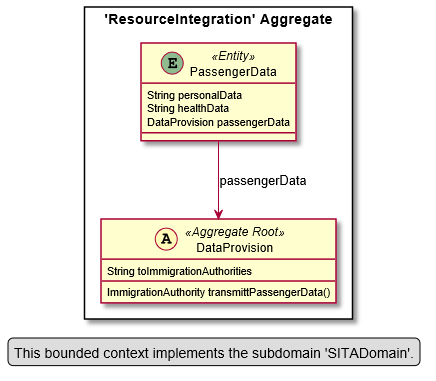 'ResourceIntegration' Aggregate
E
«Entity»
PassengerData
String personalData
String healthData
DataProvision passengerData
passengerData
A
«Aggregate Root»
DataProvision
String toImmigrationAuthorities
ImmigrationAuthority transmittPassengerData()
This bounded context implements the subdomain 'SITADomain'.